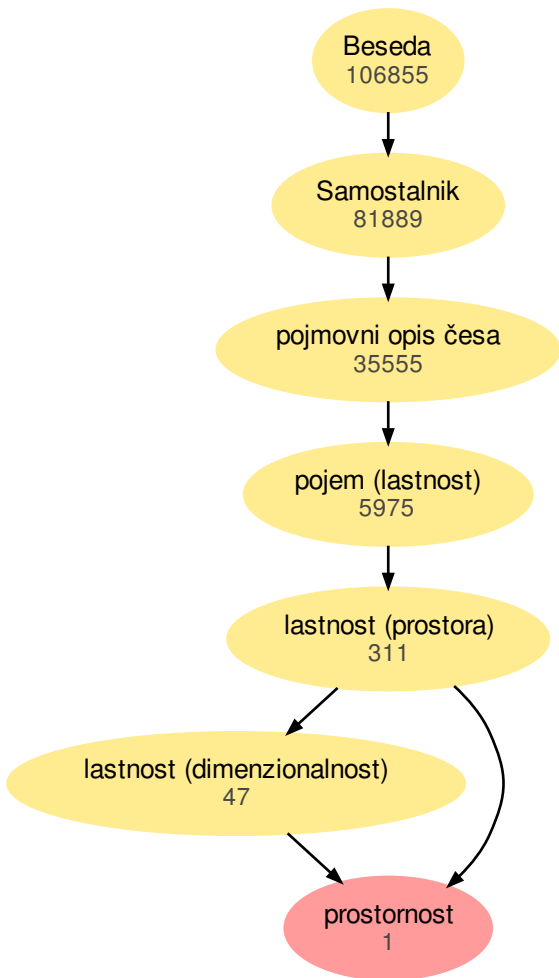 Beseda
106855
Samostalnik
81889
pojmovni opis česa
35555
pojem (lastnost)
5975
lastnost (prostora)
311
lastnost (dimenzionalnost)
47
prostornost
1